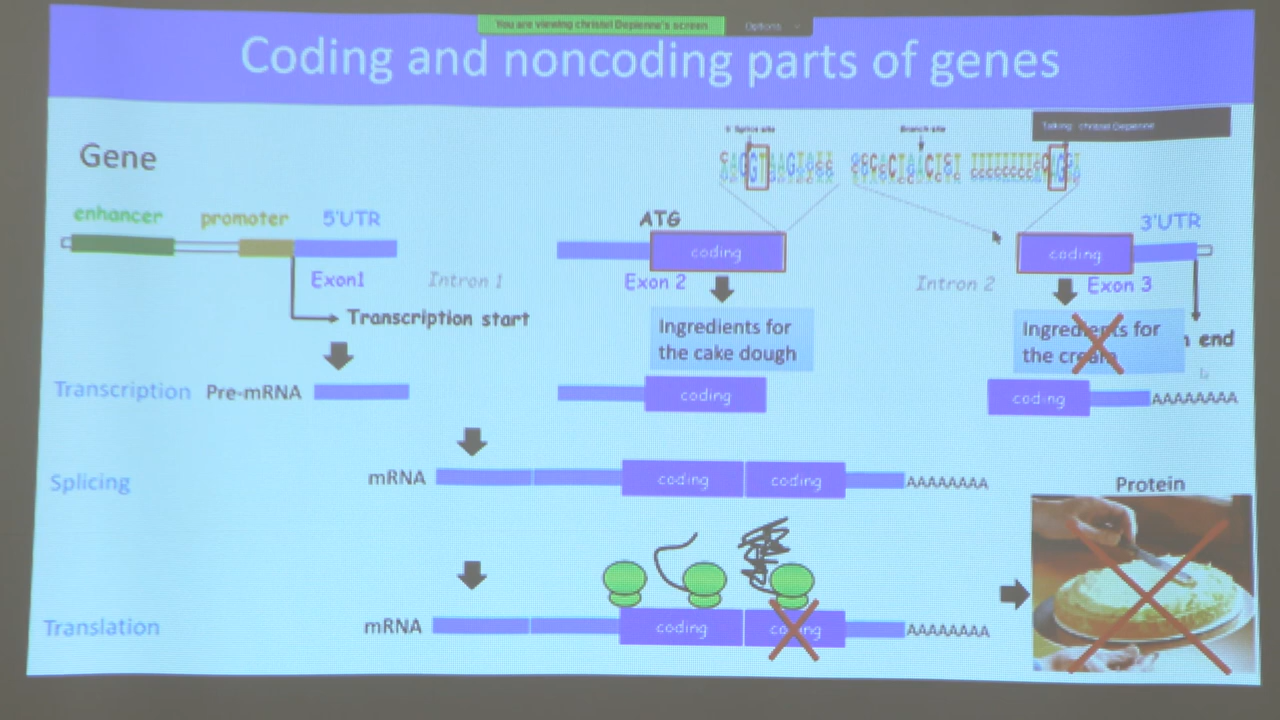 You are viewing christel Depienne's screen
Options
Coding and noncoding parts of genes
Talking: christel Depienne
5' Splice site
Branch site
Gene
enhancer
promoter
5'UTR
ATG
3'UTR
coding
coding
Exon1
Intron 1
Exon 2
Intron 2
Exon 3
Transcription start
Ingredients for
the cake dough
Ingredients for
the cream
n end
Transcription
Pre-mRNA
coding
coding
AAAAAAAA
Splicing
mRNA
coding
coding
AAAAAAAA
Protein
Translation
mRNA
coding
coding
AAAAAAAA